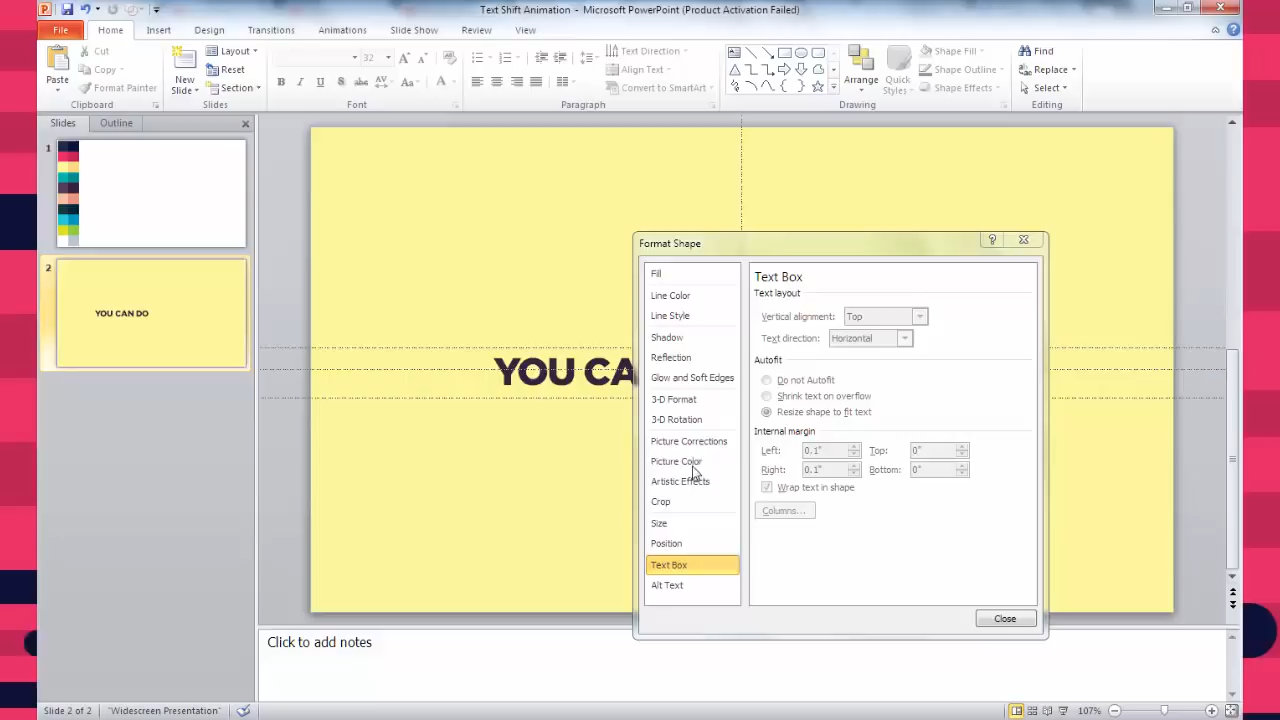 Text Shift Animation - Microsoft PowerPoint (Product Activation Failed)
File Home Insert Design Transitions Animations Slide Show Review View
Paste
Cut
Copy
Format Painter
Clipboard
New
Slide
Layout
Reset
Section
Slides
32
B I U S abc AV Aa A
Font
Text Direction
Align Text
Convert to SmartArt
Paragraph
Arrange
Quick
Styles
Shape Fill
Shape Outline
Shape Effects
Drawing
Find
Replace
Select
Editing
Slides Outline
1
2
YOU CAN DO
YOU CA
Format Shape
Fill
Line Color
Line Style
Shadow
Reflection
Glow and Soft Edges
3-D Format
3-D Rotation
Picture Corrections
Picture Color
Artistic Effects
Crop
Size
Position
Text Box
Alt Text
Text Box
Text layout
Vertical alignment: Top
Text direction: Horizontal
Autofit
Do not Autofit
Shrink text on overflow
Resize shape to fit text
Internal margin
Left: 0.1" Top: 0"
Right: 0.1" Bottom: 0"
Wrap text in shape
Columns...
Close
Click to add notes
Slide 2 of 2 "Widescreen Presentation" 107%